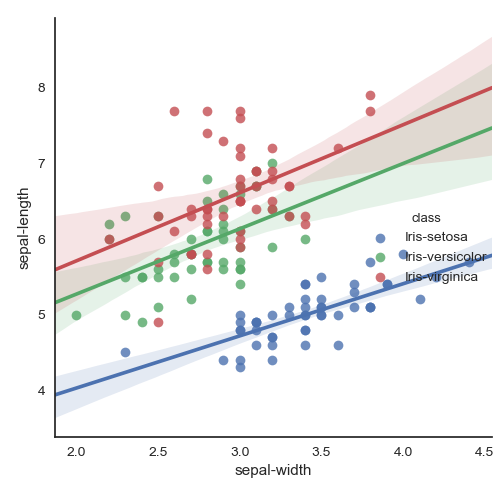 8
7
6
5
4
sepal-length
class
Iris-setosa
Iris-versicolor
Iris-virginica
2.0 2.5 3.0 3.5 4.0 4.5
sepal-width